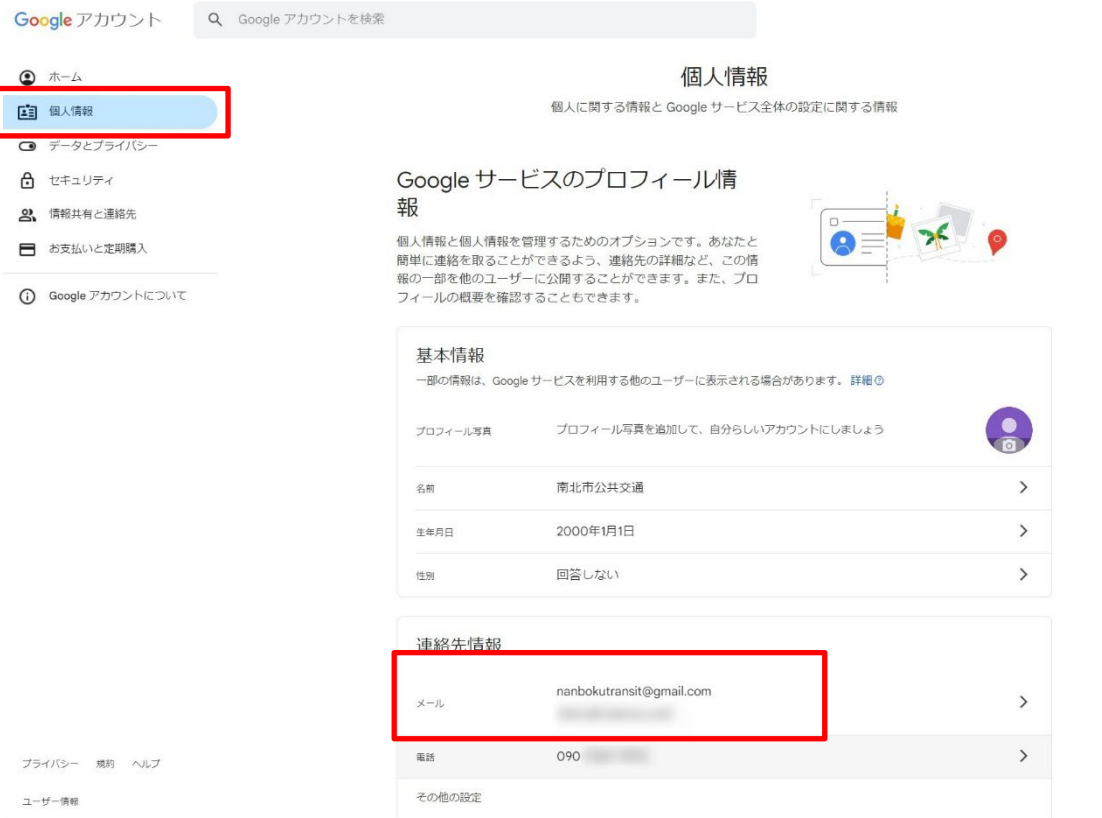 Google アカウント
Google アカウントを検索
ホーム
個人情報
データとプライバシー
セキュリティ
情報共有と連絡先
お支払いと定期購入
Google アカウントについて
個人情報
個人に関する情報と Google サービス全体の設定に関する情報
Google サービスのプロフィール情
報
個人情報と個人情報を管理するためのオプションです。あなたと
簡単に連絡を取ることができるよう、連絡先の詳細など、この情
報の一部を他のユーザーに公開することができます。また、プロ
フィールの概要を確認することもできます。
基本情報
一部の情報は、Google サービスを利用する他のユーザーに表示される場合があります。 詳細
プロフィール写真 プロフィール写真を追加して、自分らしいアカウントにしましょう
名前 南北市公共交通
生年月日 2000年1月1日
性別 回答しない
連絡先情報
メール nanbokutransit@gmail.com
電話 090
その他の設定
プライバシー 規約 ヘルプ
ユーザー情報